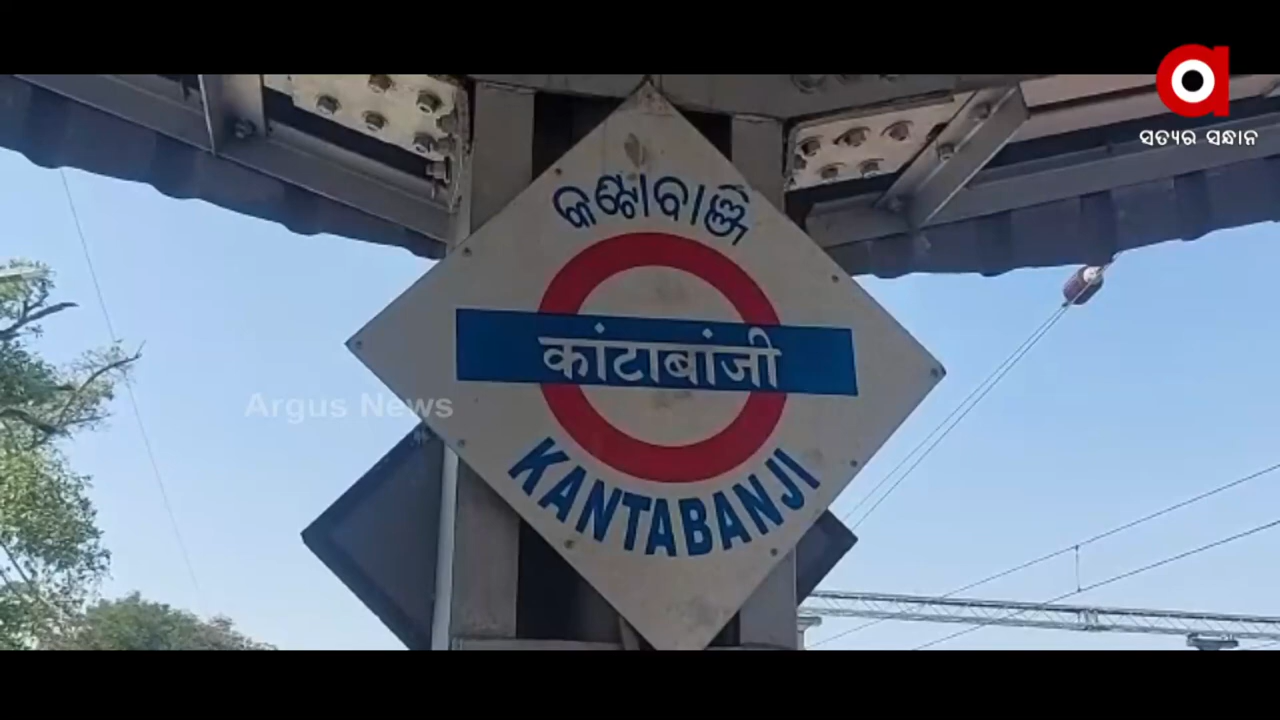 ସତ୍ୟର ସନ୍ଧାନ
କଣ୍ଟାବାଞ୍ଜି
कांटाबांजी
Argus News
KANTABANJI